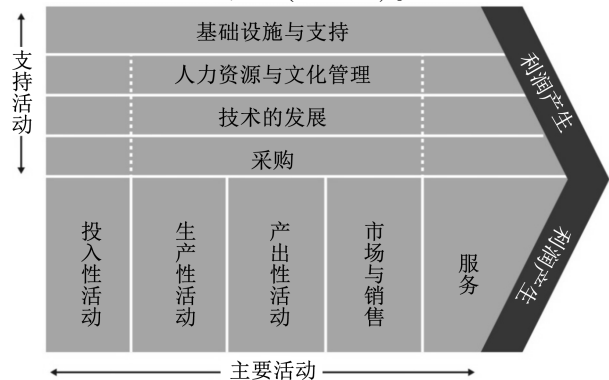 基础设施与支持
人力资源与文化管理
技术的发展
采购
支持活动
利润产生
投入性活动
生产性活动
产出性活动
市场与销售
服务
利润产生
主要活动